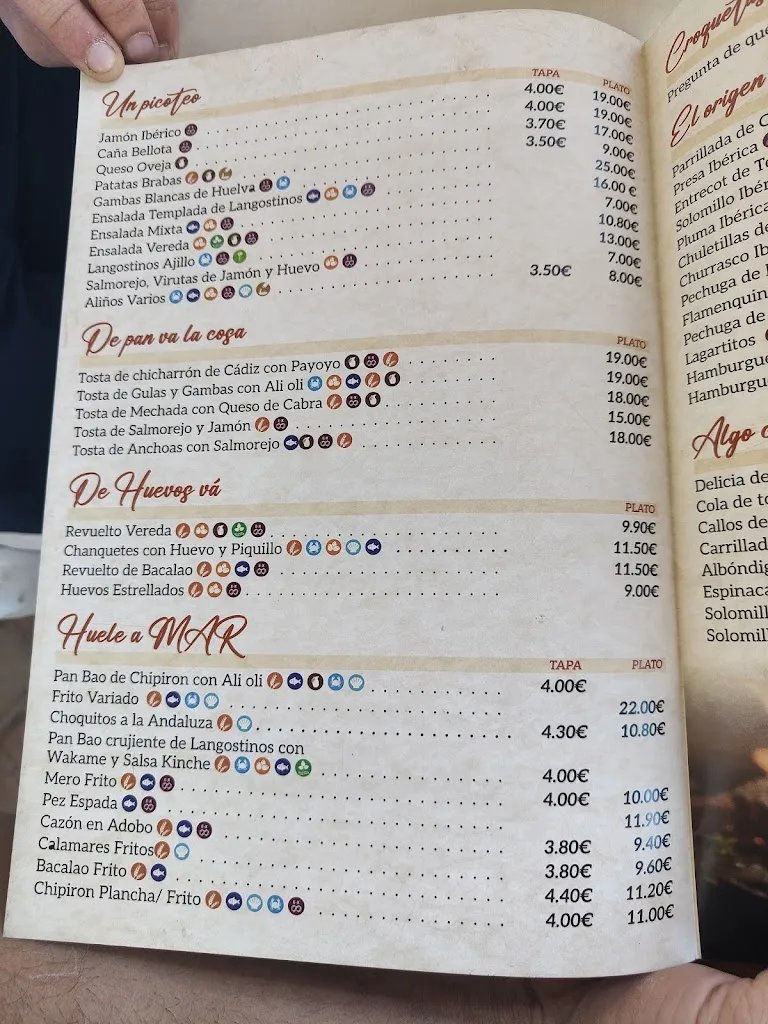 Un picoteo
TAPA PLATO
Jamón Ibérico 4.00€ 19.00€
Caña Bellota 4.00€ 19.00€
Queso Oveja 3.70€ 17.00€
Patatas Brabas 3.50€ 9.00€
Gambas Blancas de Huelva 25.00€
Ensalada Templada de Langostinos 16.00 €
Ensalada Mixta 7.00€
Ensalada Vereda 10.80€
Langostinos Ajillo 13.00€
Salmorejo, Virutas de Jamón y Huevo 7.00€
Aliños Varios 3.50€ 8.00€
De pan va la cosa
PLATO
Tosta de chicharrón de Cádiz con Payoyo 19.00€
Tosta de Gulas y Gambas con Ali oli 19.00€
Tosta de Mechada con Queso de Cabra 18.00€
Tosta de Salmorejo y Jamón 15.00€
Tosta de Anchoas con Salmorejo 18.00€
De Huevos vá
PLATO
Revuelto Vereda 9.90€
Chanquetes con Huevo y Piquillo 11.50€
Revuelto de Bacalao 11.50€
Huevos Estrellados 9.00€
Huele a MAR
TAPA PLATO
Pan Bao de Chipiron con Ali oli 4.00€
Frito Variado 22.00€
Choquitos a la Andaluza 4.30€ 10.80€
Pan Bao crujiente de Langostinos con
Wakame y Salsa Kinche 4.00€
Mero Frito 4.00€ 10.00€
Pez Espada 11.90€
Cazón en Adobo 3.80€ 9.40€
Calamares Fritos 3.80€ 9.60€
Bacalao Frito 4.40€ 11.20€
Chipiron Plancha/ Frito 4.00€ 11.00€
Croquetas
Pregunta de que
El origen
Parrillada de C
Presa Ibérica
Entrecot de Te
Solomillo Ibér
Pluma Ibérica
Chuletillas de
Churrasco Ib
Pechuga de
Flamenquin
Pechuga de
Lagartitos
Hamburgue
Hamburgu
Algo
Delicia de
Cola de to
Callos de
Carrillad
Albóndig
Espinaca
Solomill
Solomill